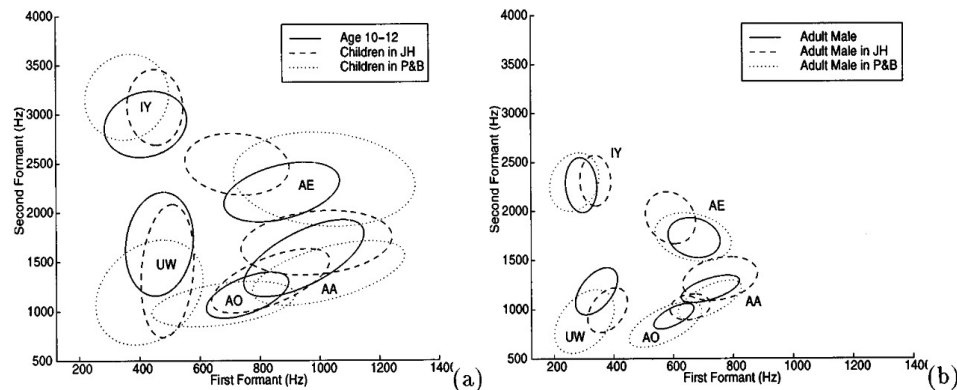 4000
3500
3000
2500
2000
1500
1000
500
Second Formant (Hz)
Age 10-12
Children in JH
Children in P&B
IY
AE
UW
AO
AA
200 400 600 800 1000 1200 140(
First Formant (Hz)
(a)
4000
3500
3000
2500
2000
1500
1000
500
Second Formant (Hz)
Adult Male
Adult Male in JH
Adult Male in P&B
IY
AE
AA
UW
AO
200 400 600 800 1000 1200 140(
First Formant (Hz)
(b)